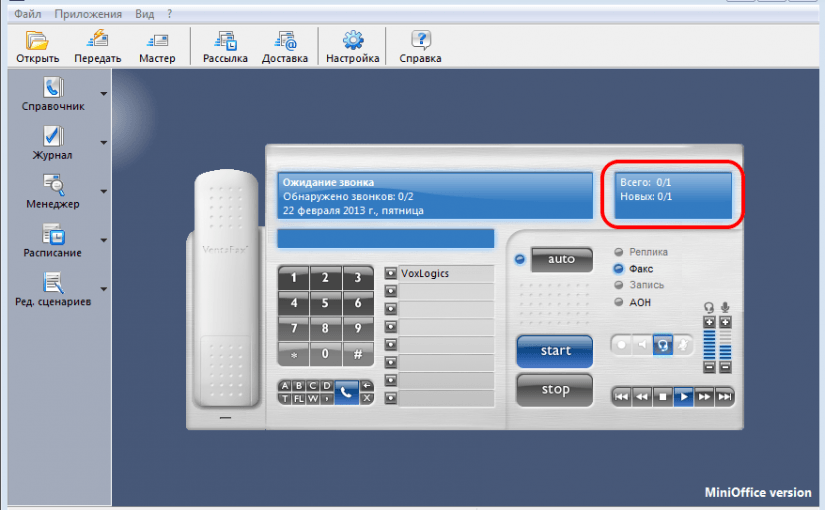 Файл Приложения Вид ?
Открыть Передать Мастер Рассылка Доставка Настройка Справка
Справочник
Журнал
Менеджер
Расписание
Ред. сценариев
Ожидание звонка
Обнаружено звонков: 0/2
22 февраля 2013 г., пятница
Всего: 0/1
Новых: 0/1
VentaFax
1 2 3
4 5 6
7 8 9
* 0 #
A B C D
T FL W , X
VoxLogics
auto
Реплика
Факс
Запись
АОН
start
stop
MiniOffice version